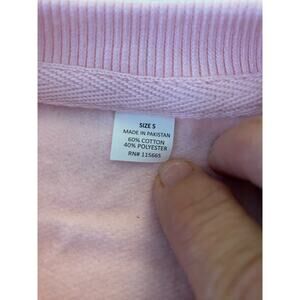 SIZE S
MADE IN PAKISTAN
60% COTTON
40% POLYESTER
RN# 115665